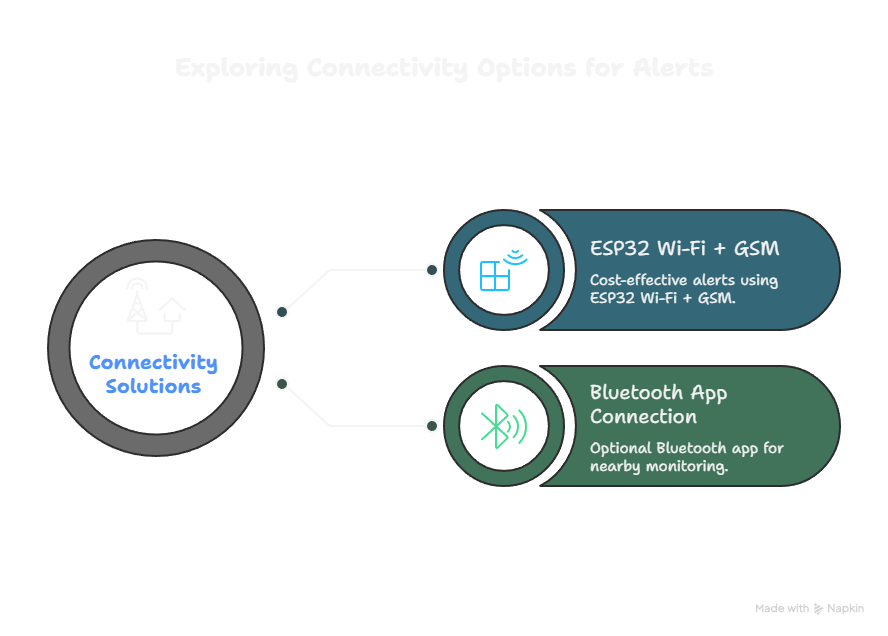 Exploring Connectivity Options for Alerts
Connectivity
Solutions
ESP32 Wi-Fi + GSM
Cost-effective alerts using
ESP32 Wi-Fi + GSM.
Bluetooth App
Connection
Optional Bluetooth app for
nearby monitoring.
Made with Napkin